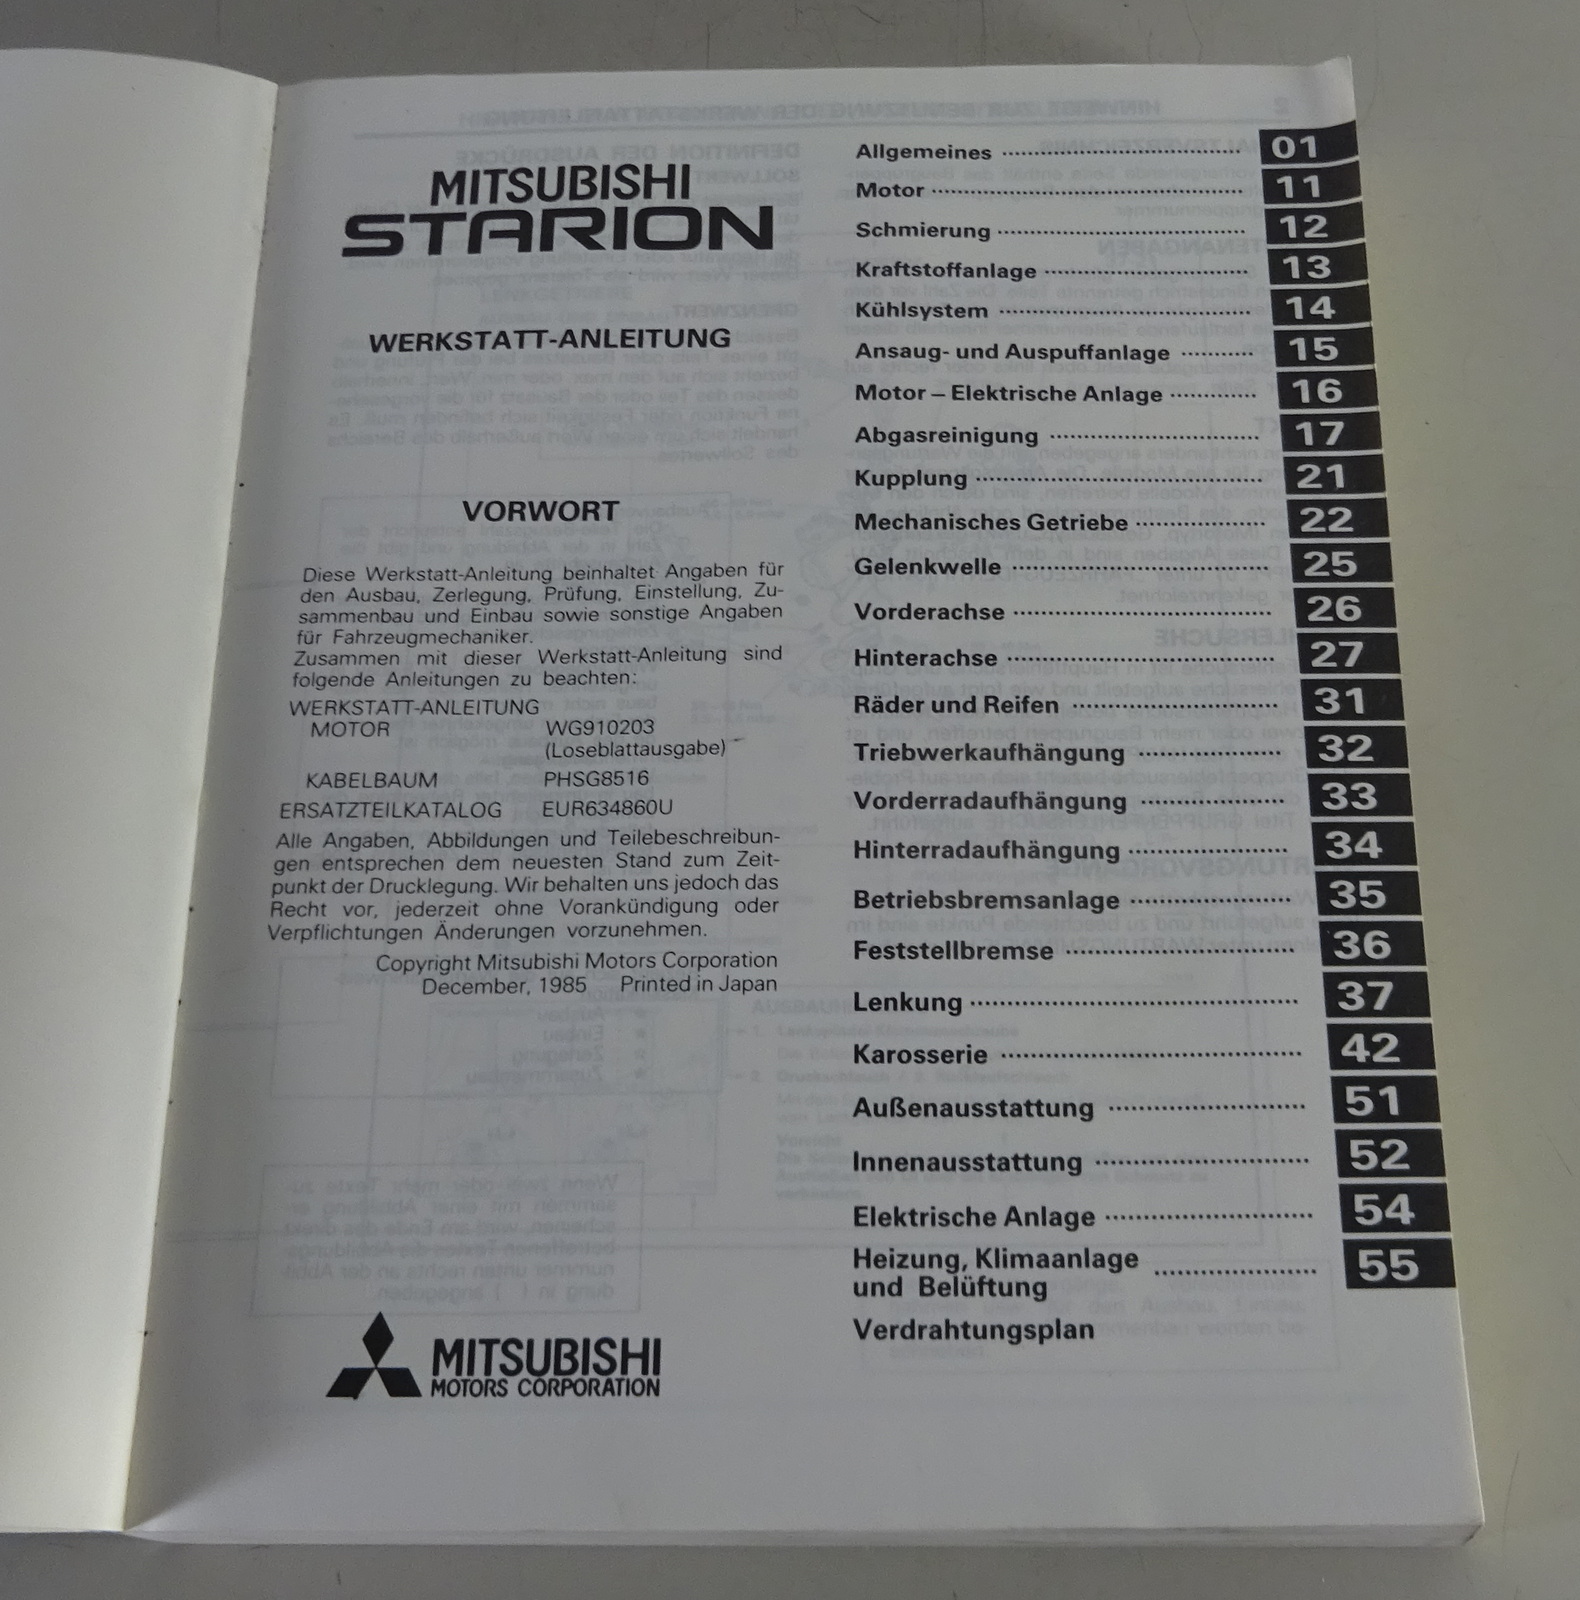 MITSUBISHI
STARION
WERKSTATT-ANLEITUNG
VORWORT
Diese Werkstatt-Anleitung beinhaltet Angaben für
den Ausbau, Zerlegung, Prüfung, Einstellung, Zu-
sammenbau und Einbau sowie sonstige Angaben
für Fahrzeugmechaniker.
Zusammen mit dieser Werkstatt-Anleitung sind
folgende Anleitungen zu beachten:
WERKSTATT-ANLEITUNG
MOTOR WG910203
(Loseblattausgabe)
KABELBAUM PHSG8516
ERSATZTEILKATALOG EUR634860U
Alle Angaben, Abbildungen und Teilebeschreibun-
gen entsprechen dem neuesten Stand zum Zeit-
punkt der Drucklegung. Wir behalten uns jedoch das
Recht vor, jederzeit ohne Vorankündigung oder
Verpflichtungen Änderungen vorzunehmen.
Copyright Mitsubishi Motors Corporation
December, 1985 Printed in Japan
MITSUBISHI
MOTORS CORPORATION
Allgemeines 01
Motor 11
Schmierung 12
Kraftstoffanlage 13
Kühlsystem 14
Ansaug- und Auspuffanlage 15
Motor – Elektrische Anlage 16
Abgasreinigung 17
Kupplung 21
Mechanisches Getriebe 22
Gelenkwelle 25
Vorderachse 26
Hinterachse 27
Räder und Reifen 31
Triebwerkaufhängung 32
Vorderradaufhängung 33
Hinterradaufhängung 34
Betriebsbremsanlage 35
Feststellbremse 36
Lenkung 37
Karosserie 42
Außenausstattung 51
Innenausstattung 52
Elektrische Anlage 54
Heizung, Klimaanlage
und Belüftung 55
Verdrahtungsplan